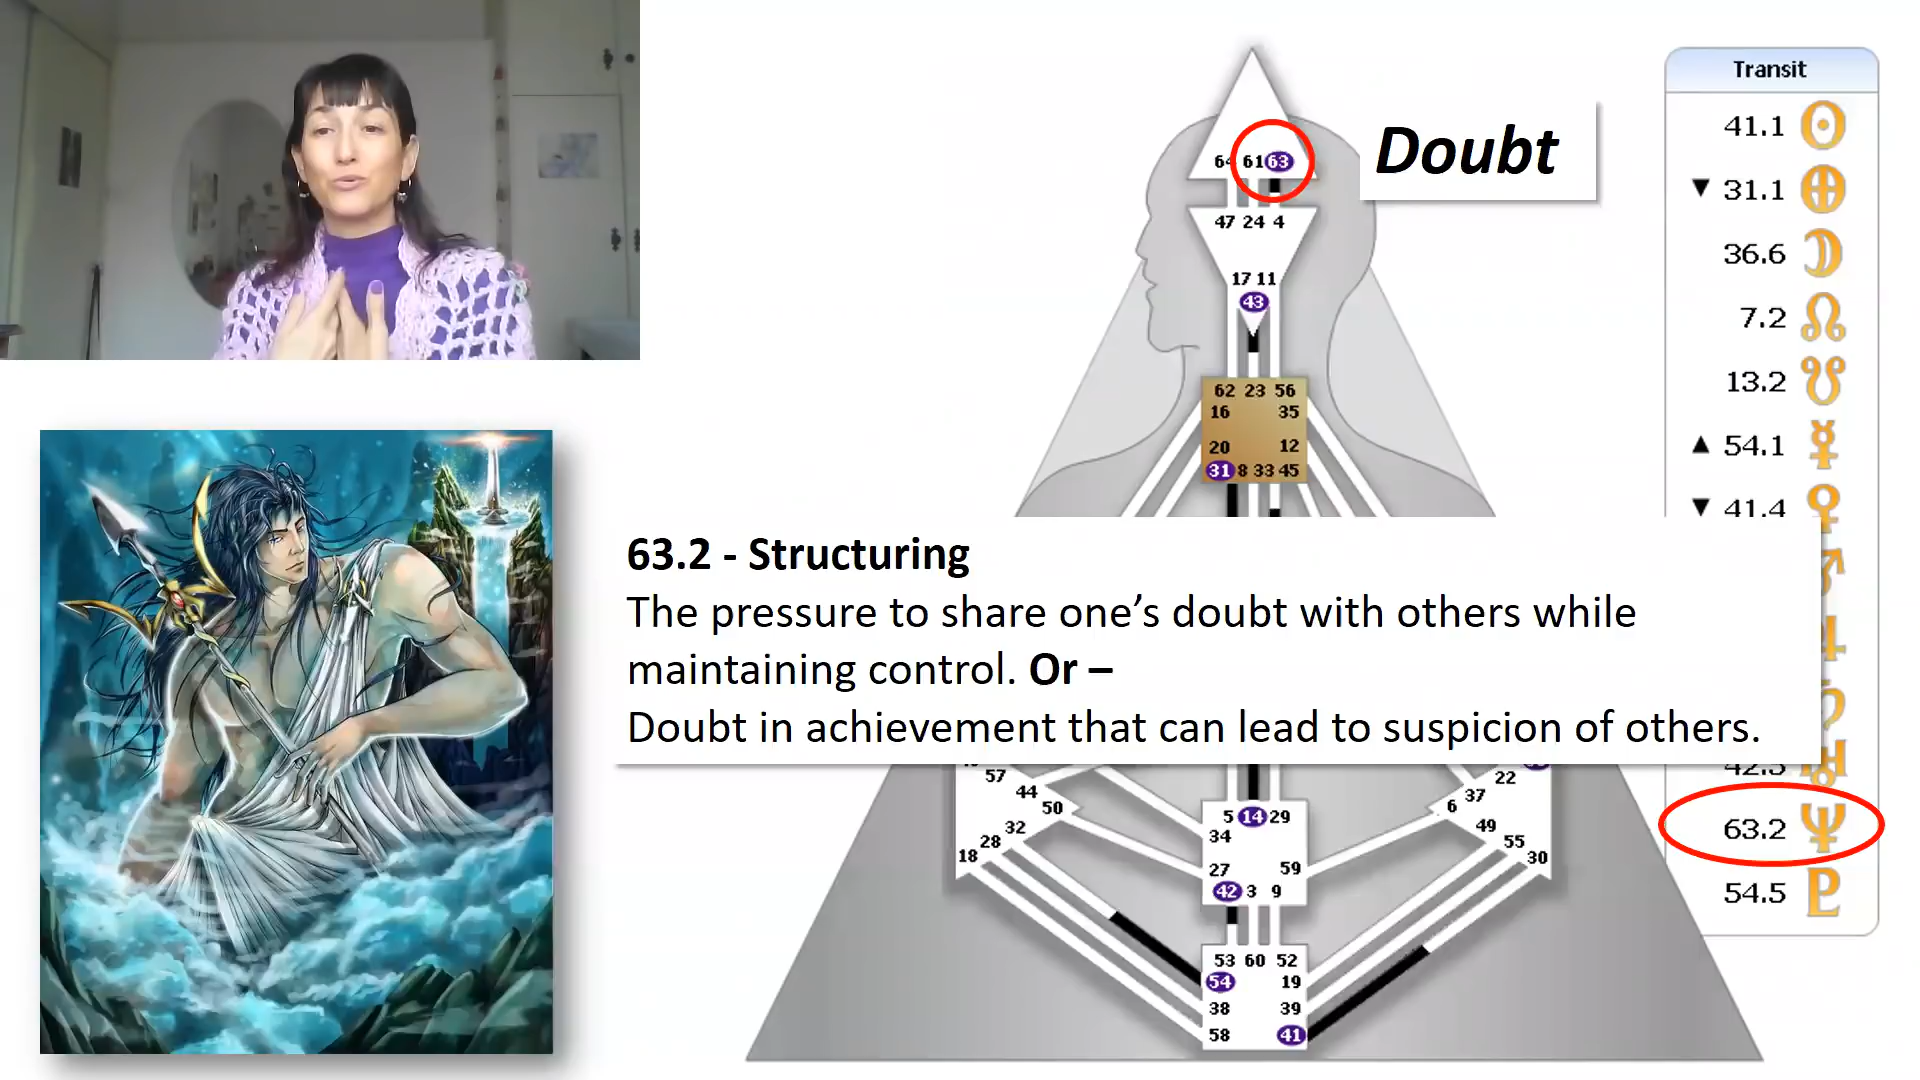 Transit
41.1
▼ 31.1
36.6
7.2
13.2
▲ 54.1
▼ 41.4
63.2
54.5
Doubt
64 61 63
47 24 4
17 11
43
62 23 56
16 35
20 12
31 8 33 45
63.2 - Structuring
The pressure to share one’s doubt with others while
maintaining control. Or –
Doubt in achievement that can lead to suspicion of others.
57
44
50
32
28
18
5 14 29
34
27 59
42 3 9
22
37
6
49
55
30
53 60 52
54 19
38 39
58 41